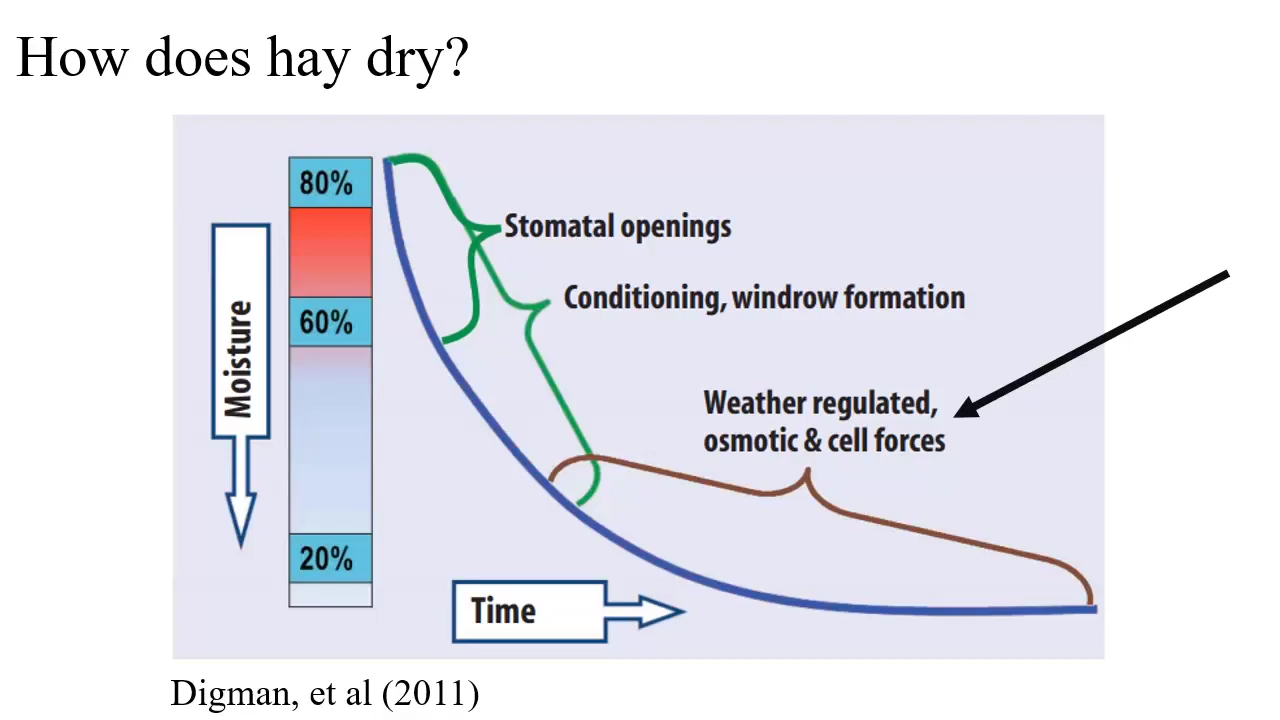 How does hay dry?
80%
Stomatal openings
Conditioning, windrow formation
60%
Moisture
Weather regulated,
osmotic & cell forces
20%
Time
Digman, et al (2011)